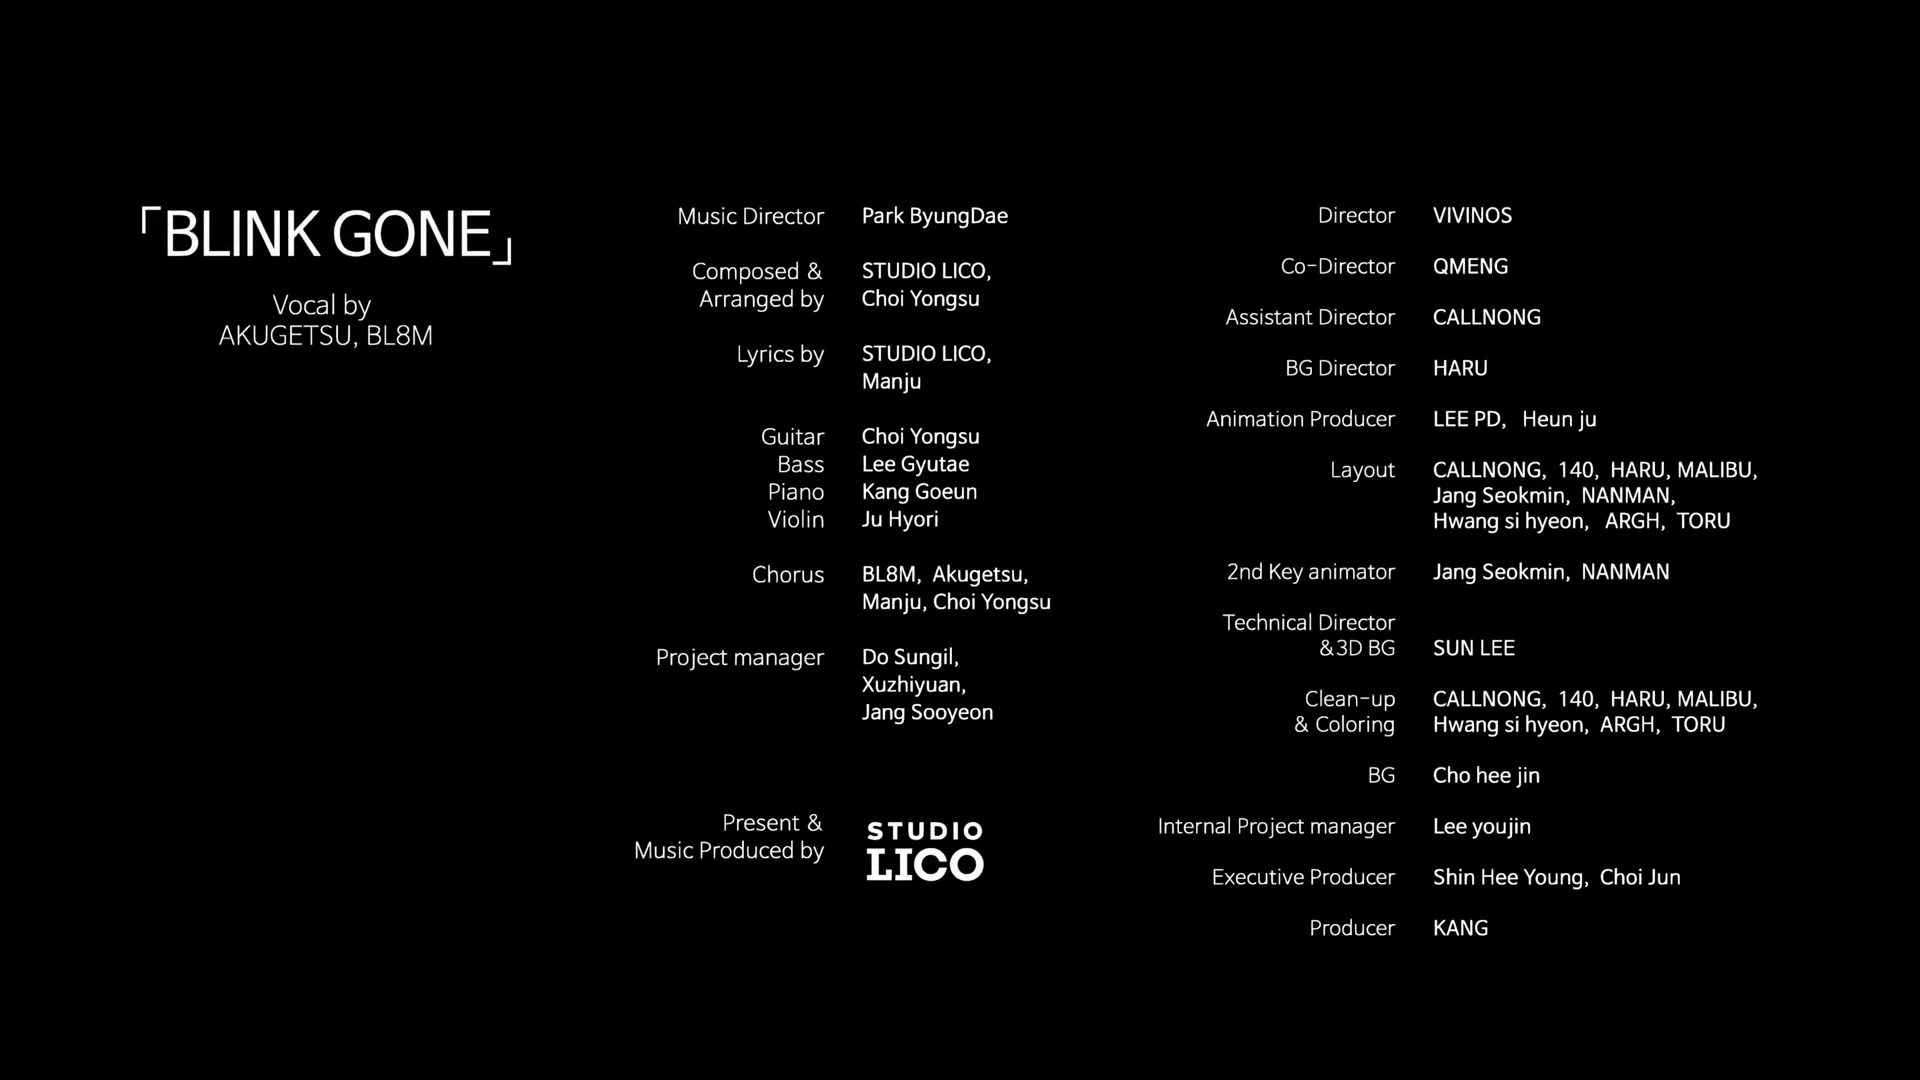 「BLINK GONE」
Vocal by
AKUGETSU, BL8M
Music Director Park ByungDae
Composed & STUDIO LICO,
Arranged by Choi Yongsu
Lyrics by STUDIO LICO,
Manju
Guitar Choi Yongsu
Bass Lee Gyutae
Piano Kang Goeun
Violin Ju Hyori
Chorus BL8M, Akugetsu,
Manju, Choi Yongsu
Project manager Do Sungil,
Xuzhiyuan,
Jang Sooyeon
Present &
Music Produced by
STUDIO
LICO
Director VIVINOS
Co-Director QMENG
Assistant Director CALLNONG
BG Director HARU
Animation Producer LEE PD, Heun ju
Layout CALLNONG, 140, HARU, MALIBU,
Jang Seokmin, NANMAN,
Hwang si hyeon, ARGH, TORU
2nd Key animator Jang Seokmin, NANMAN
Technical Director
&3D BG SUN LEE
Clean-up CALLNONG, 140, HARU, MALIBU,
& Coloring Hwang si hyeon, ARGH, TORU
BG Cho hee jin
Internal Project manager Lee youjin
Executive Producer Shin Hee Young, Choi Jun
Producer KANG